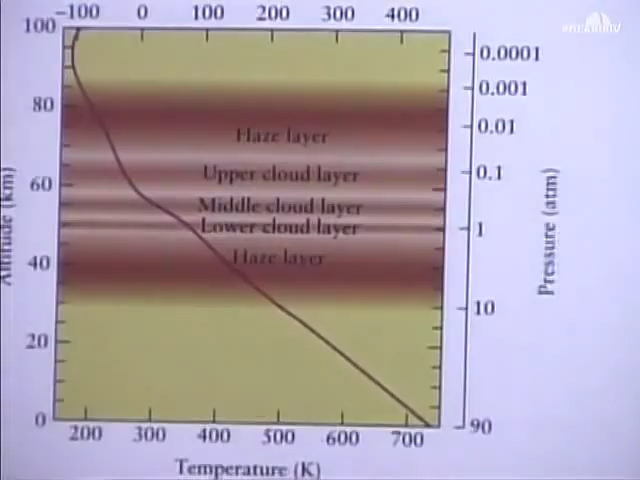 -100 0 100 200 300 400
100
80
60
40
20
0
Altitude (km)
Haze layer
Upper cloud layer
Middle cloud layer
Lower cloud layer
Haze layer
0.0001
0.001
0.01
0.1
1
10
90
Pressure (atm)
200 300 400 500 600 700
Temperature (K)